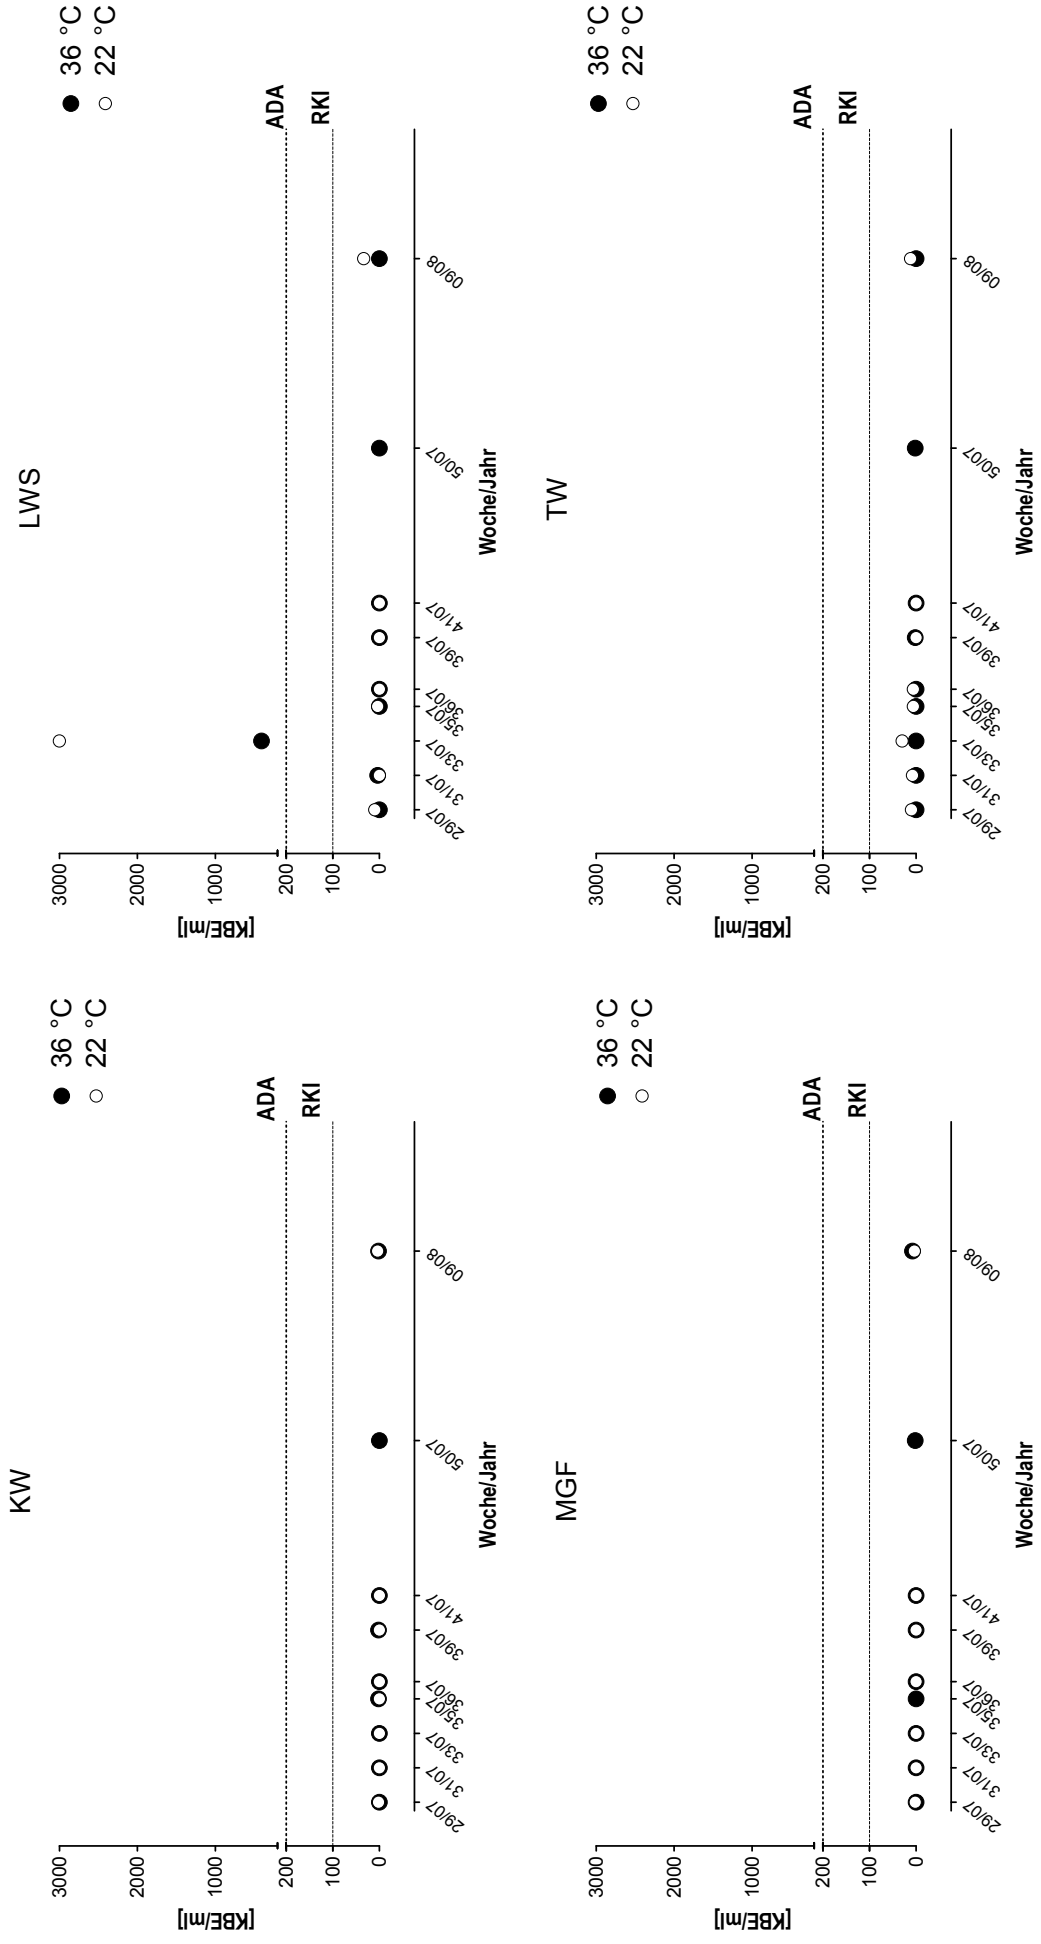 KW
● 36 °C
○ 22 °C
3000
2000
1000
200
100
0
[KBE/ml]
ADA
RKI
29/07 31/07 33/07 35/07 36/07 39/07 41/07 50/07 09/08
Woche/Jahr
LWS
● 36 °C
○ 22 °C
3000
2000
1000
200
100
0
[KBE/ml]
ADA
RKI
29/07 31/07 33/07 35/07 36/07 39/07 41/07 50/07 09/08
Woche/Jahr
MGF
● 36 °C
○ 22 °C
3000
2000
1000
200
100
0
[KBE/ml]
ADA
RKI
29/07 31/07 33/07 35/07 36/07 39/07 41/07 50/07 09/08
Woche/Jahr
TW
● 36 °C
○ 22 °C
3000
2000
1000
200
100
0
[KBE/ml]
ADA
RKI
29/07 31/07 33/07 35/07 36/07 39/07 41/07 50/07 09/08
Woche/Jahr